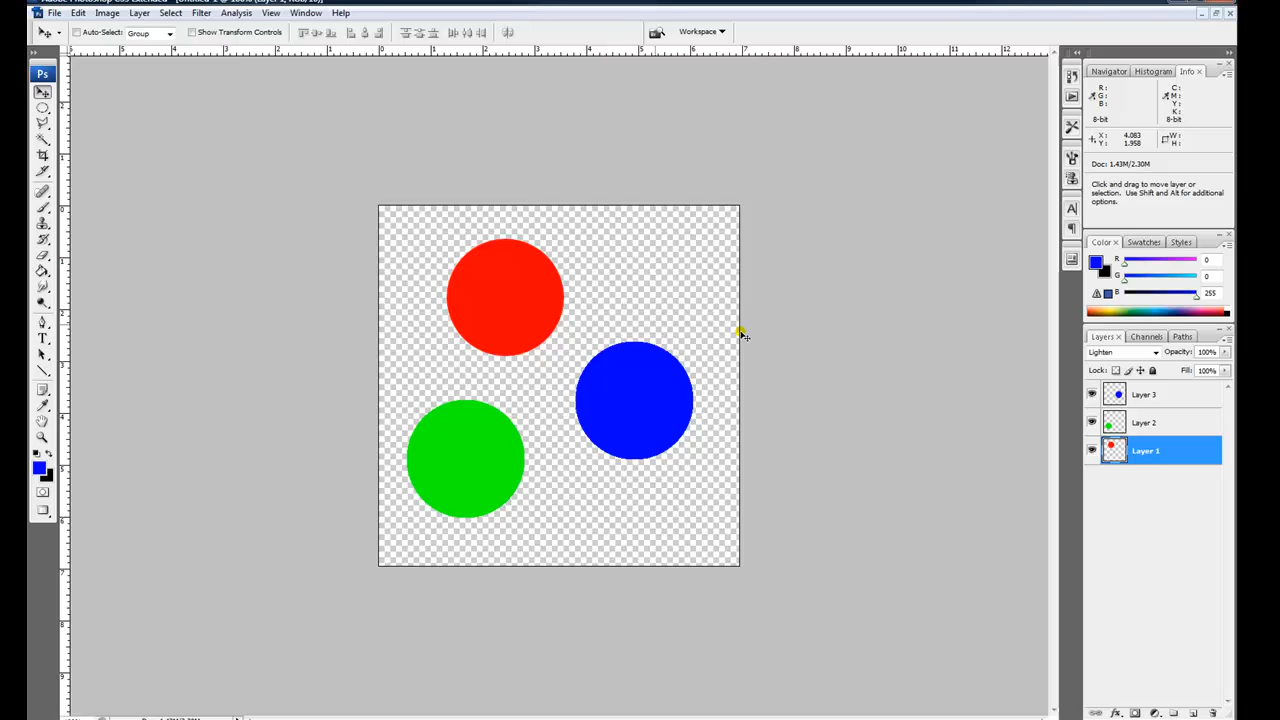 File Edit Image Layer Select Filter Analysis View Window Help
Auto-Select: Group Show Transform Controls Workspace
Ps
Navigator Histogram Info
R: C:
G: M:
B: Y:
K:
8-bit 8-bit
X: 4.083 W:
Y: 1.958 H:
Doc: 1.43M/2.30M
Click and drag to move layer or
selection. Use Shift and Alt for additional
options.
Color Swatches Styles
R 0
G 0
B 255
Layers Channels Paths
Lighten Opacity: 100%
Lock: Fill: 100%
Layer 3
Layer 2
Layer 1